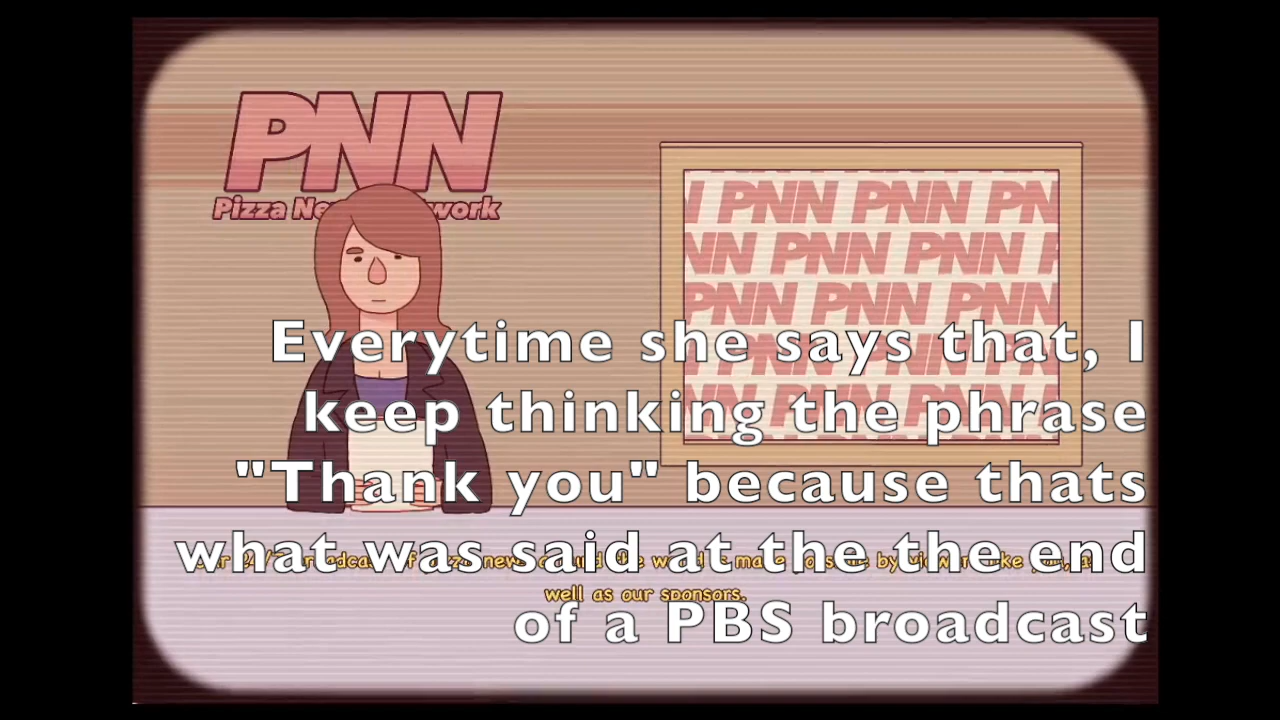 PNN
Pizza Ne work
N PNN PNN PN
NN PNN PNN P
PNN PNN PNN
Everytime she says that, I
keep thinking the phrase
"Thank you" because thats
what was said at the the end
well as our sponsors.
of a PBS broadcast